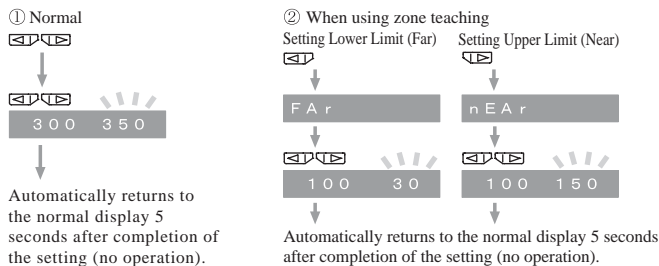 ① Normal
300 350
Automatically returns to
the normal display 5
seconds after completion of
the setting (no operation).
② When using zone teaching
Setting Lower Limit (Far) Setting Upper Limit (Near)
FAr nEAr
100 30 100 150
Automatically returns to the normal display 5 seconds
after completion of the setting (no operation).